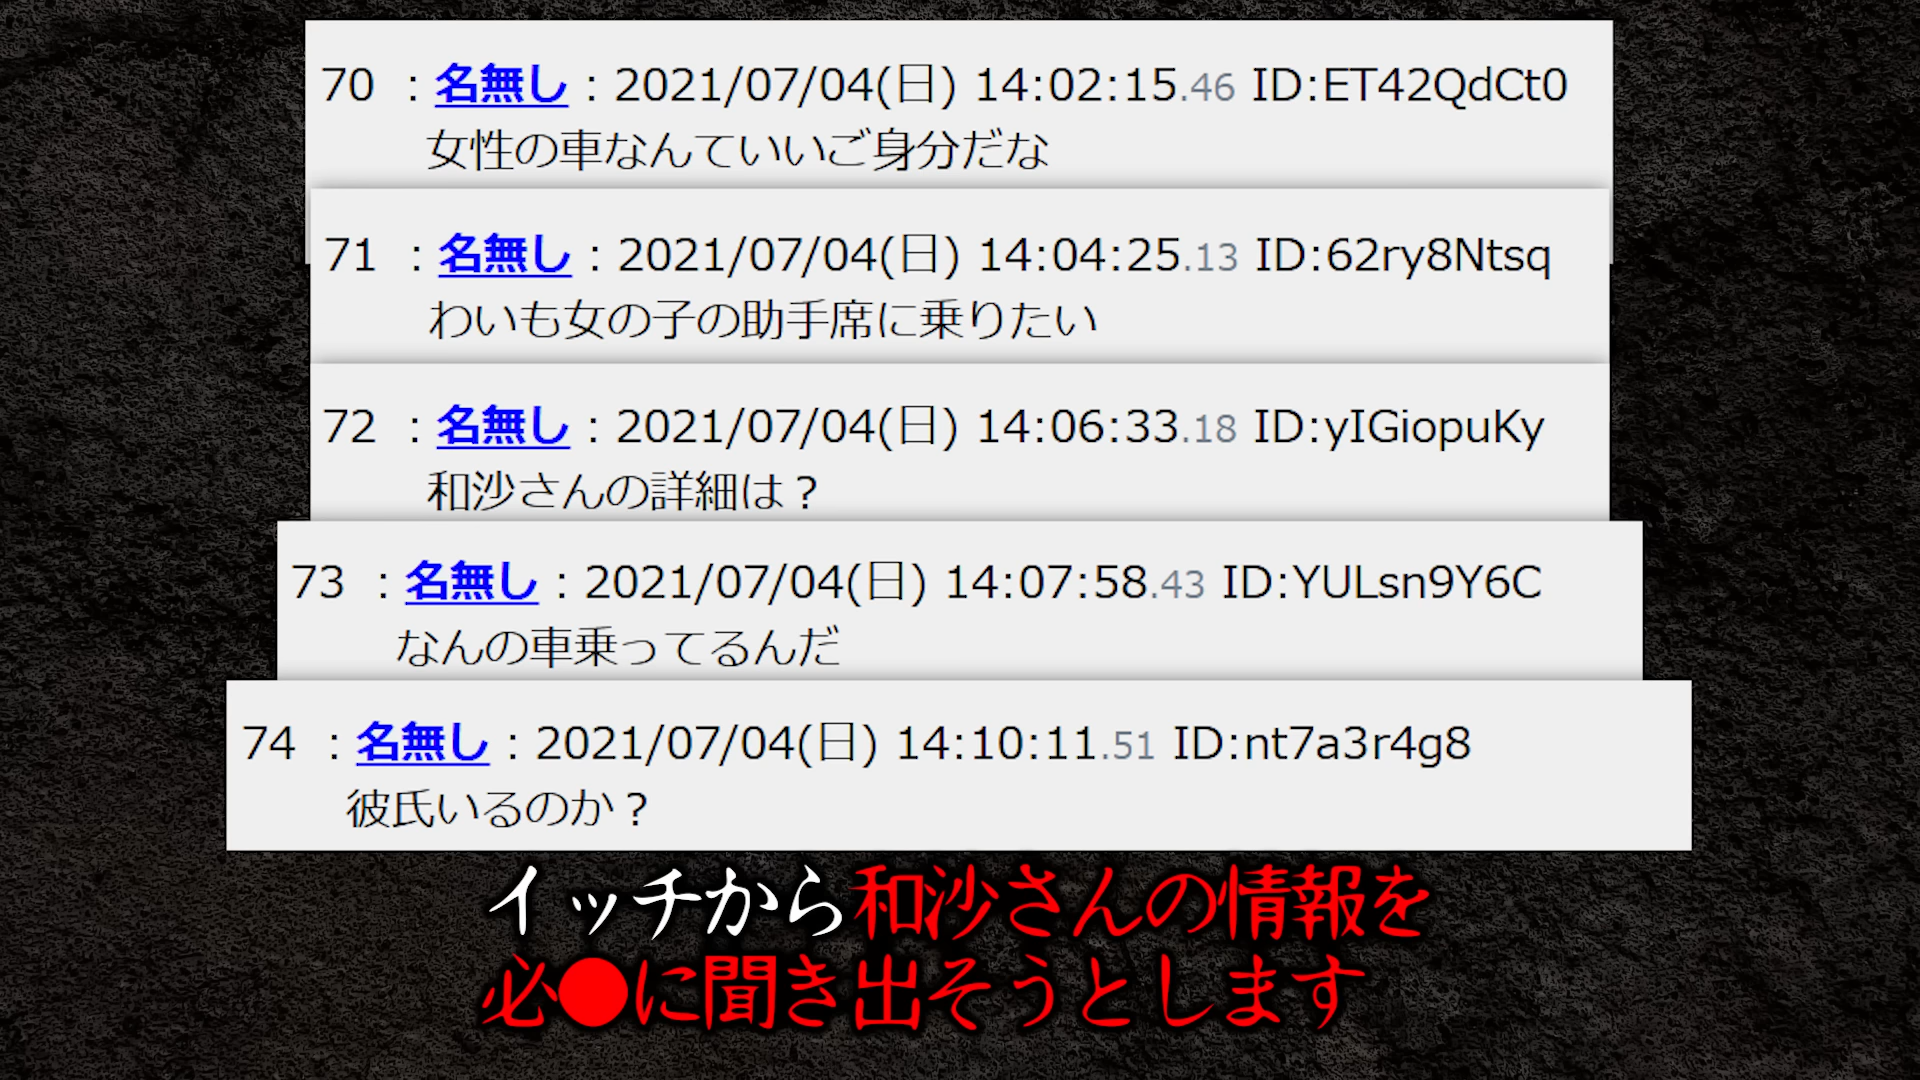 70 ：名無し：2021/07/04(日) 14:02:15.46 ID:ET42QdCt0
女性の車なんていいご身分だな
71 ：名無し：2021/07/04(日) 14:04:25.13 ID:62ry8Ntsq
わいも女の子の助手席に乗りたい
72 ：名無し：2021/07/04(日) 14:06:33.18 ID:yIGiopuKy
和沙さんの詳細は？
73 ：名無し：2021/07/04(日) 14:07:58.43 ID:YULsn9Y6C
なんの車乗ってるんだ
74 ：名無し：2021/07/04(日) 14:10:11.51 ID:nt7a3r4g8
彼氏いるのか？
イッチから和沙さんの情報を
必●に聞き出そうとします